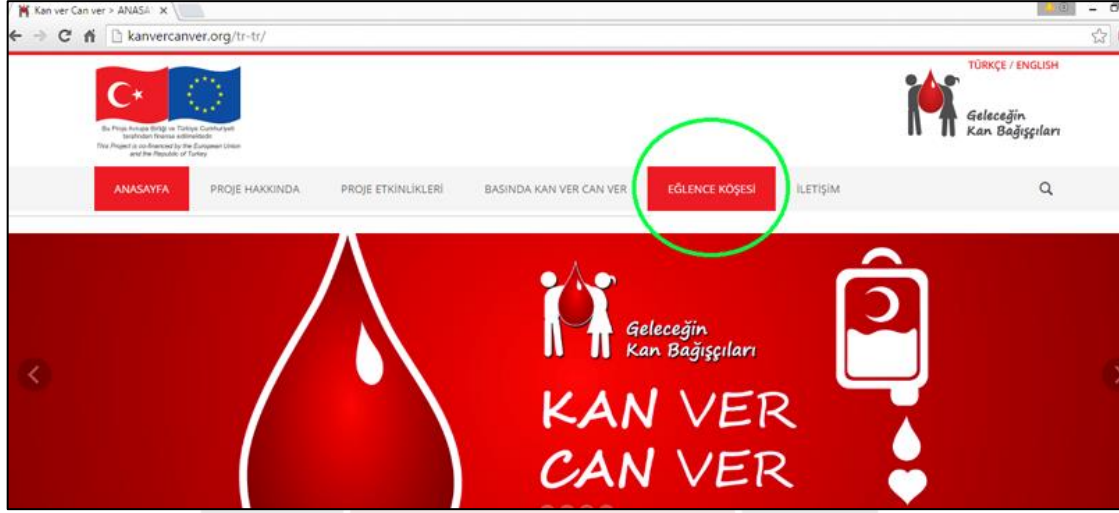 Kan ver Can ver > ANASA
kanvercanver.org/tr-tr/
TÜRKÇE / ENGLISH
Bu Proje Avrupa Birliği ve Türkiye Cumhuriyeti
tarafından finanse edilmektedir
This Project is co-financed by the European Union
and the Republic of Turkey
Geleceğin
Kan Bağışçıları
ANASAYFA PROJE HAKKINDA PROJE ETKİNLİKLERİ BASINDA KAN VER CAN VER EĞLENCE KÖŞESİ İLETİŞİM
Geleceğin
Kan Bağışçıları
KAN VER
CAN VER